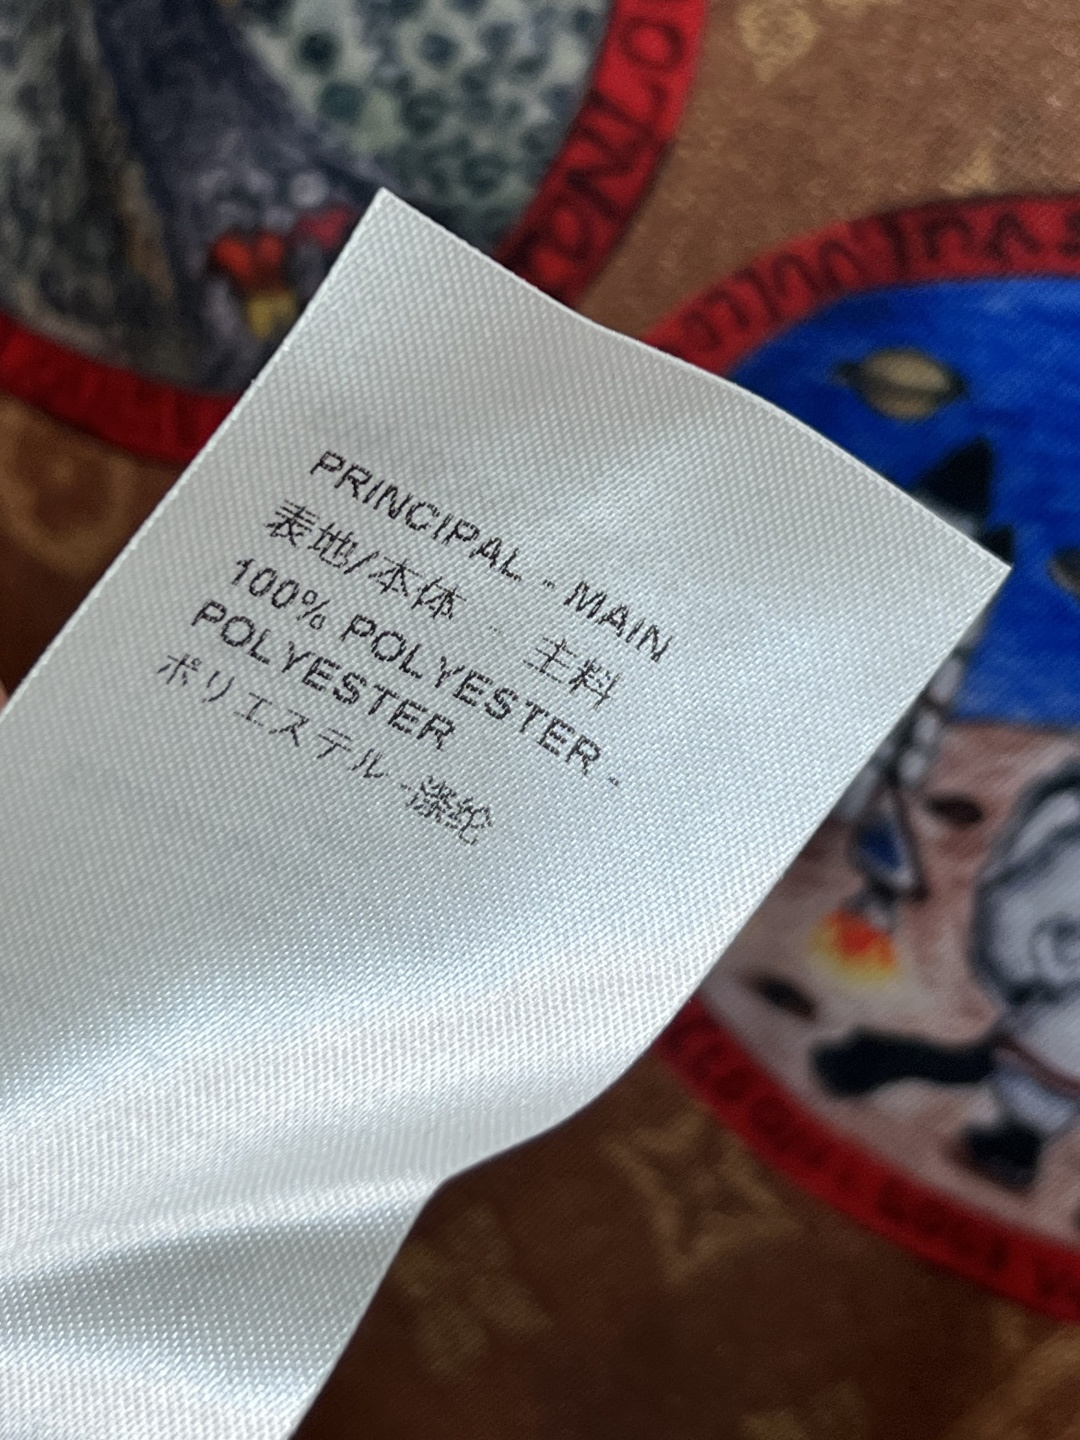 PRINCIPAL - MAIN
表地/本体 - 主料
100% POLYESTER -
POLYESTER
ポリエステル -涤纶